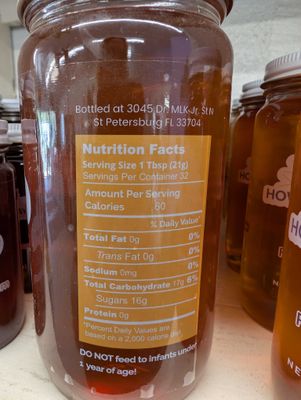 Bottled at 3045 Dr. MLK Jr. St N
St Petersburg Fl 33704
Nutrition Facts
Serving Size 1 Tbsp (21g)
Servings Per Container 32
Amount Per Serving
Calories 60
% Daily Value*
Total Fat 0g 0%
Trans Fat 0g 0%
Sodium 0mg 0%
Total Carbohydrate 17g 6%
Sugars 16g
Protein 0g
*Percent Daily Values are
based on a 2,000 calorie
DO NOT feed to infants under
1 year of age!